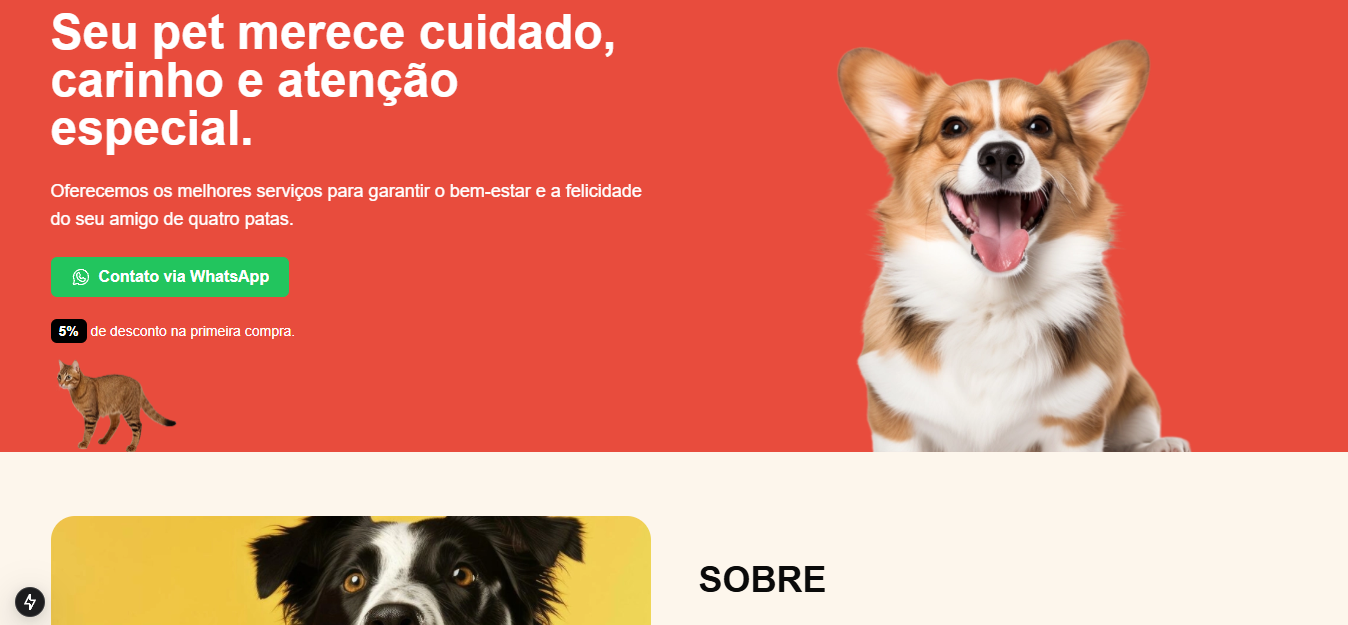 Seu pet merece cuidado,
carinho e atenção
especial.
Oferecemos os melhores serviços para garantir o bem-estar e a felicidade
do seu amigo de quatro patas.
Contato via WhatsApp
5% de desconto na primeira compra.
SOBRE